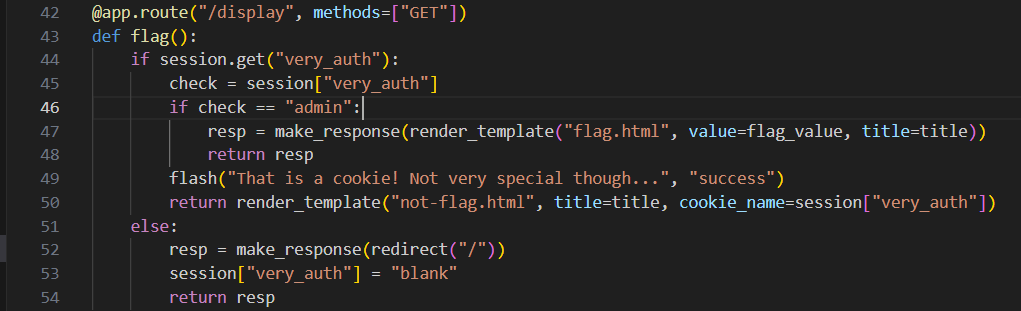 42 @app.route("/display", methods=["GET"])
43 def flag():
44     if session.get("very_auth"):
45         check = session["very_auth"]
46         if check == "admin":
47             resp = make_response(render_template("flag.html", value=flag_value, title=title))
48             return resp
49         flash("That is a cookie! Not very special though...", "success")
50         return render_template("not-flag.html", title=title, cookie_name=session["very_auth"])
51     else:
52         resp = make_response(redirect("/"))
53         session["very_auth"] = "blank"
54         return resp